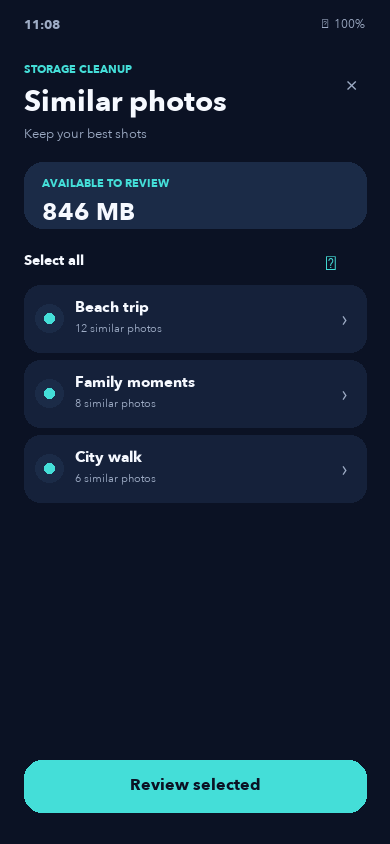 11:08
100%
STORAGE CLEANUP
Similar photos
×
Keep your best shots
AVAILABLE TO REVIEW
846 MB
Select all
Beach trip
12 similar photos
›
Family moments
8 similar photos
›
City walk
6 similar photos
›
Review selected